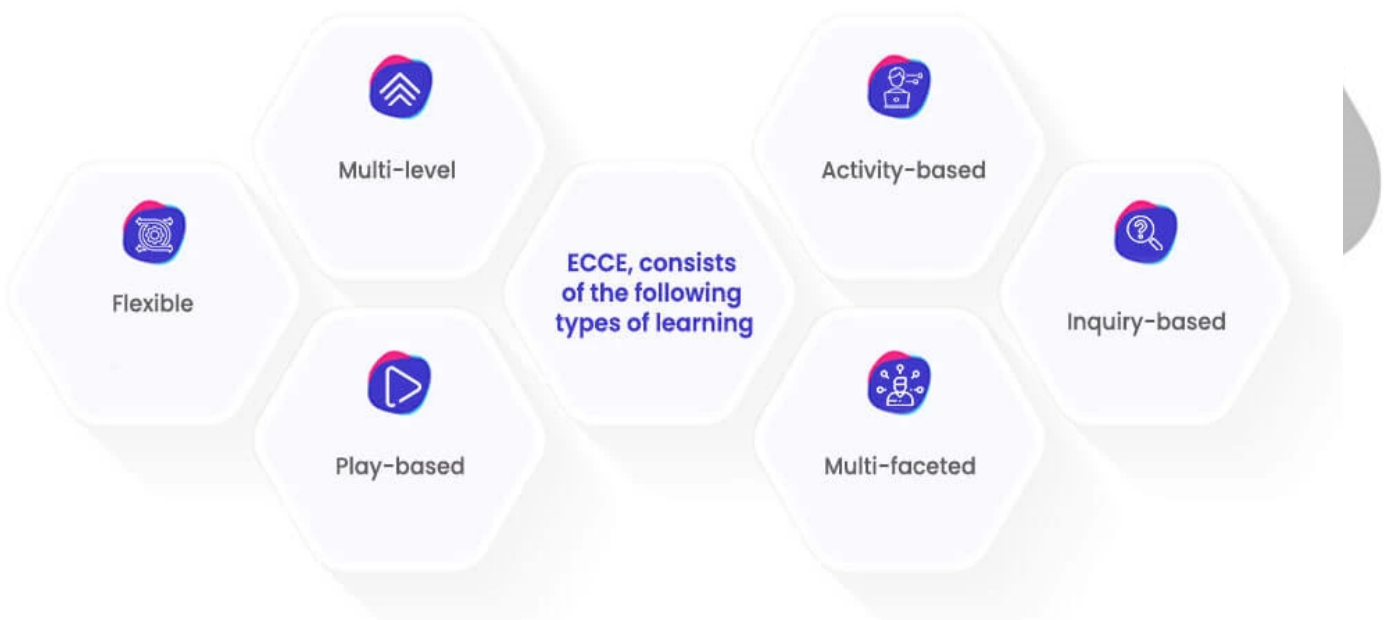 Multi-level
Activity-based
Flexible
ECCE, consists
of the following
types of learning
Inquiry-based
Play-based
Multi-faceted